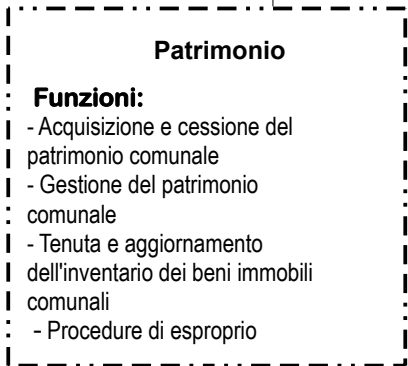 Patrimonio
Funzioni:
- Acquisizione e cessione del
patrimonio comunale
- Gestione del patrimonio
comunale
- Tenuta e aggiornamento
dell'inventario dei beni immobili
comunali
- Procedure di esproprio